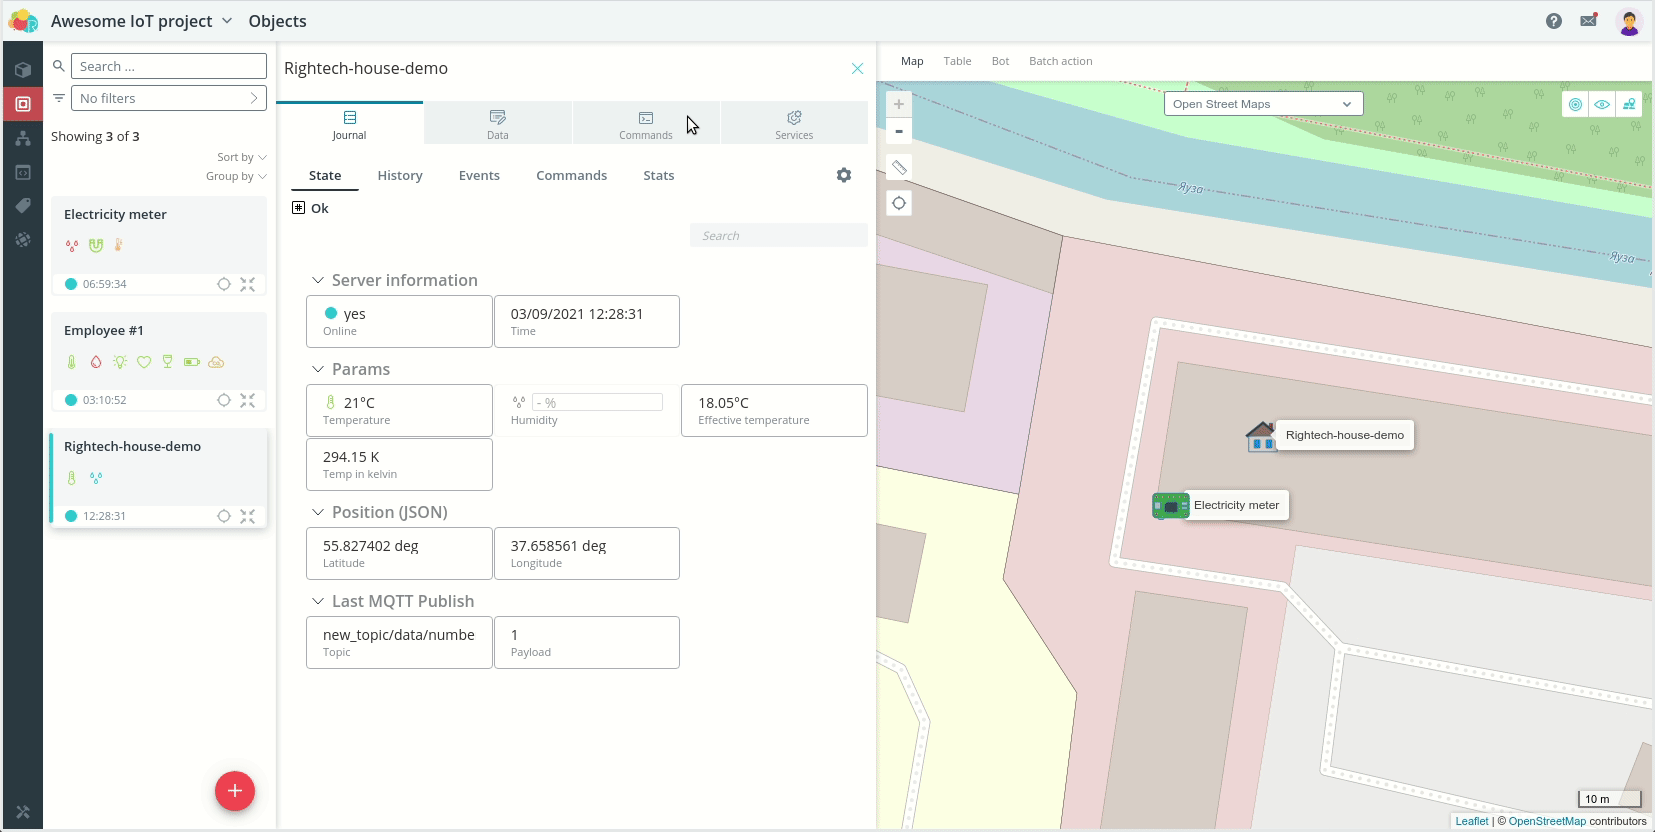 Awesome IoT project
Objects
Search ...
No filters
Showing 3 of 3
Sort by
Group by
Electricity meter
06:59:34
Employee #1
03:10:52
Rightech-house-demo
12:28:31
Rightech-house-demo
Journal
Data
Commands
Services
State
History
Events
Commands
Stats
Ok
Search
Server information
yes
Online
03/09/2021 12:28:31
Time
Params
21°C
Temperature
- %
Humidity
18.05°C
Effective temperature
294.15 K
Temp in kelvin
Position (JSON)
55.827402 deg
Latitude
37.658561 deg
Longitude
Last MQTT Publish
new_topic/data/numbe
Topic
1
Payload
Map
Table
Bot
Batch action
+
Open Street Maps
-
Яуза
Яуза
Rightech-house-demo
Electricity meter
10 m
Leaflet | © OpenStreetMap contributors